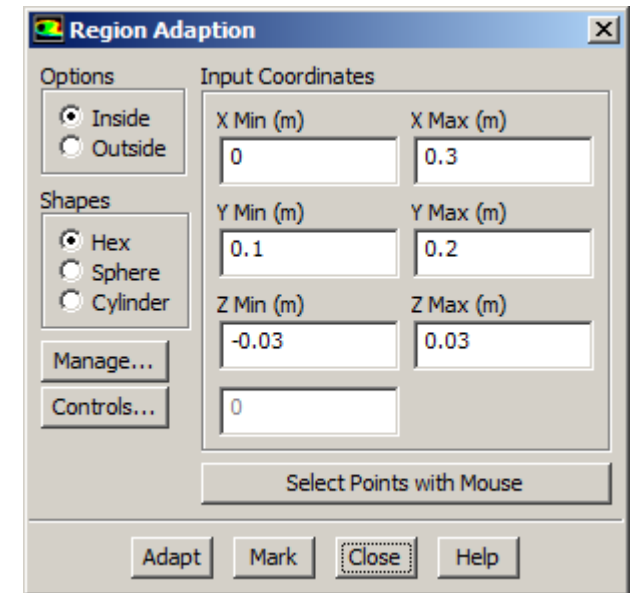 Region Adaption
Options
Inside
Outside
Shapes
Hex
Sphere
Cylinder
Manage...
Controls...
Input Coordinates
X Min (m) X Max (m)
0 0.3
Y Min (m) Y Max (m)
0.1 0.2
Z Min (m) Z Max (m)
-0.03 0.03
0
Select Points with Mouse
Adapt Mark Close Help